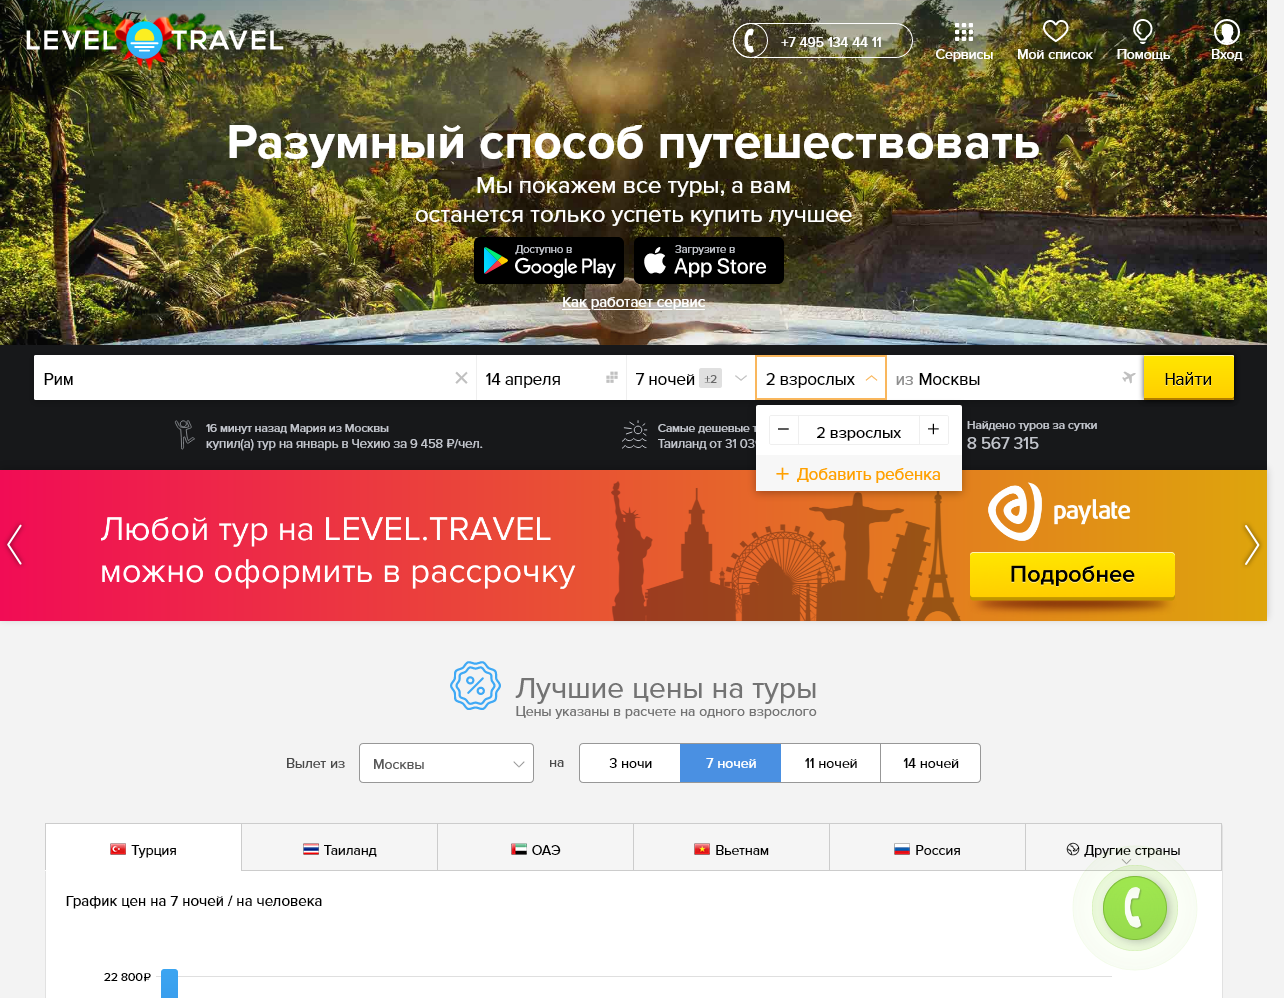 LEVEL TRAVEL
+7 495 134 44 11
Сервисы
Мой список
Помощь
Вход
Разумный способ путешествовать
Мы покажем все туры, а вам
останется только успеть купить лучшее
Доступно в
Google Play
Загрузите в
App Store
Как работает сервис
Рим
14 апреля
7 ночей ±2
2 взрослых
из Москвы
Найти
16 минут назад Мария из Москвы
купил(а) тур на январь в Чехию за 9 458 ₽/чел.
Самые дешевые т
Таиланд от 31 03
Найдено туров за сутки
8 567 315
− 2 взрослых +
+ Добавить ребенка
Любой тур на LEVEL.TRAVEL
можно оформить в рассрочку
paylate
Подробнее
Лучшие цены на туры
Цены указаны в расчете на одного взрослого
Вылет из
Москвы
на
3 ночи
7 ночей
11 ночей
14 ночей
Турция
Таиланд
ОАЭ
Вьетнам
Россия
Другие страны
График цен на 7 ночей / на человека
22 800₽